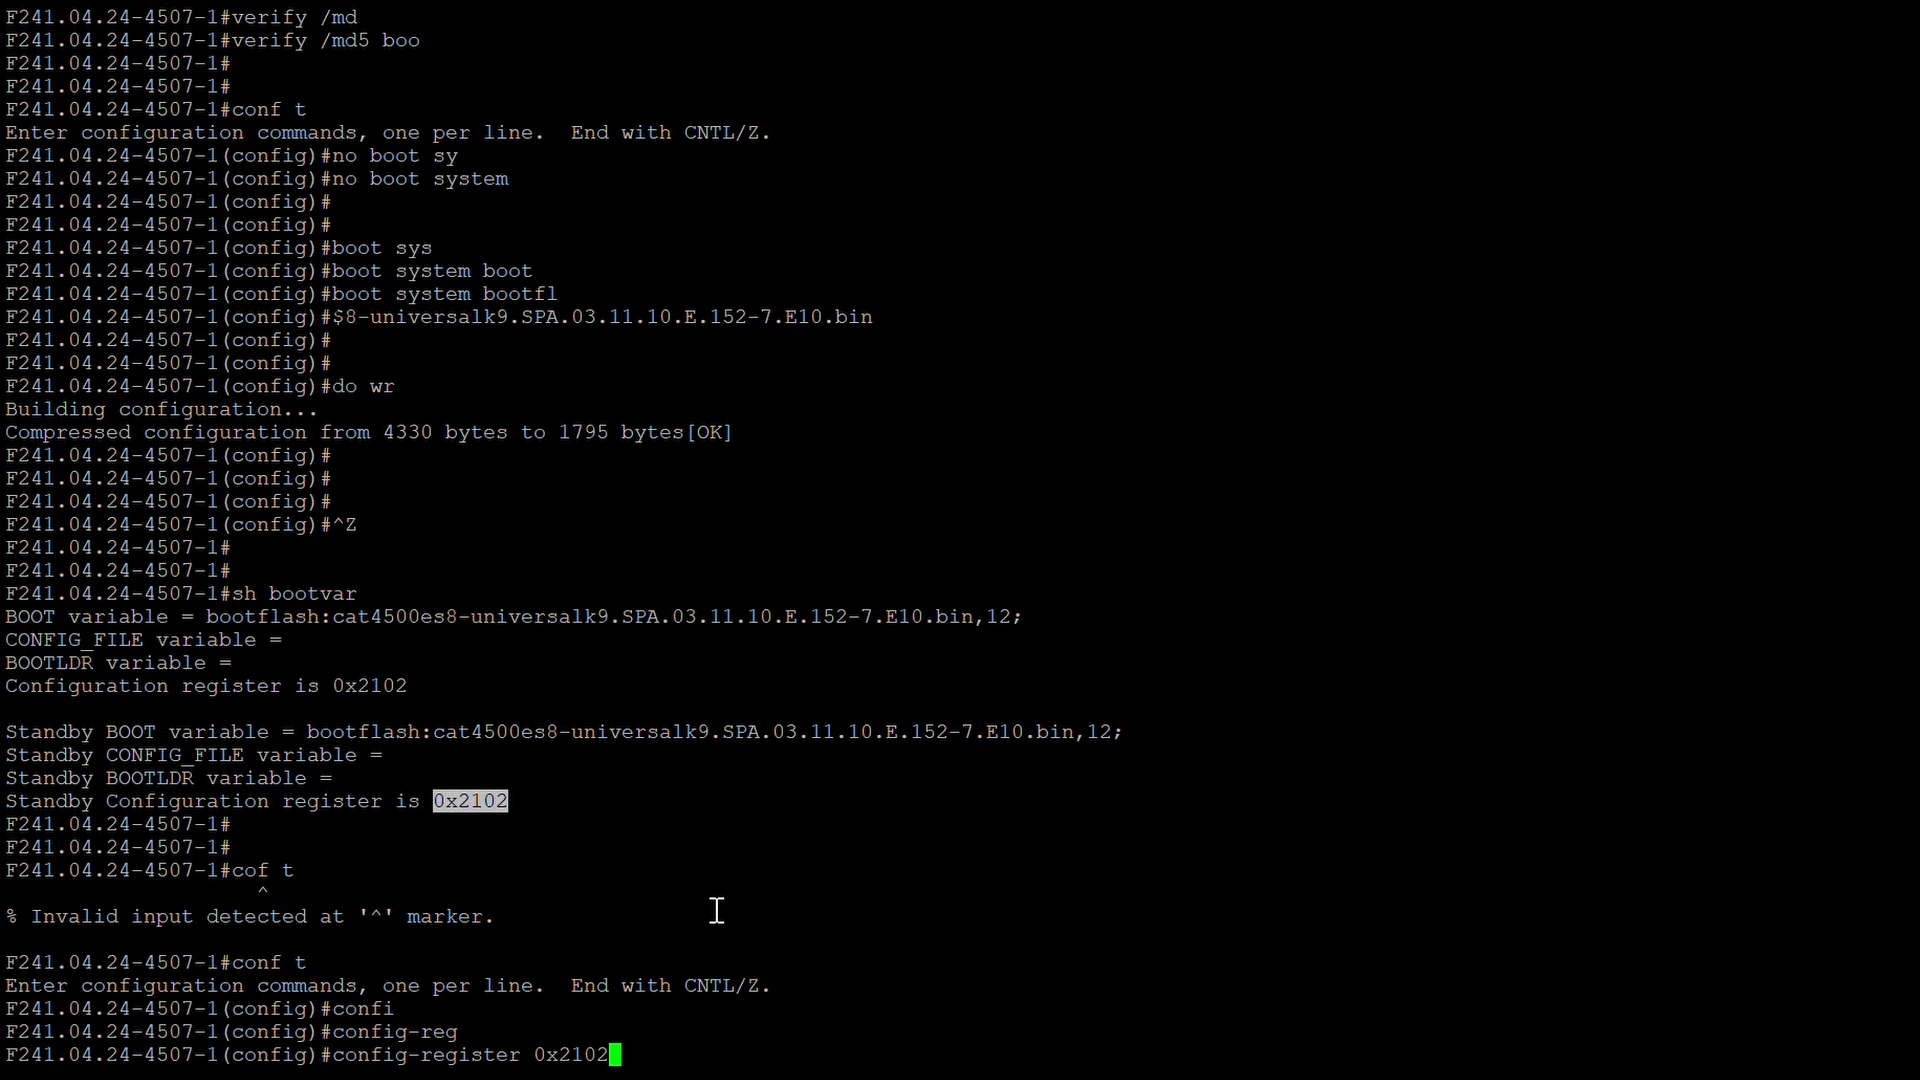 F241.04.24-4507-1#verify /md
F241.04.24-4507-1#verify /md5 boo
F241.04.24-4507-1#
F241.04.24-4507-1#
F241.04.24-4507-1#conf t
Enter configuration commands, one per line.  End with CNTL/Z.
F241.04.24-4507-1(config)#no boot sy
F241.04.24-4507-1(config)#no boot system
F241.04.24-4507-1(config)#
F241.04.24-4507-1(config)#
F241.04.24-4507-1(config)#boot sys
F241.04.24-4507-1(config)#boot system boot
F241.04.24-4507-1(config)#boot system bootfl
F241.04.24-4507-1(config)#$8-universalk9.SPA.03.11.10.E.152-7.E10.bin
F241.04.24-4507-1(config)#
F241.04.24-4507-1(config)#
F241.04.24-4507-1(config)#do wr
Building configuration...
Compressed configuration from 4330 bytes to 1795 bytes[OK]
F241.04.24-4507-1(config)#
F241.04.24-4507-1(config)#
F241.04.24-4507-1(config)#
F241.04.24-4507-1(config)#^Z
F241.04.24-4507-1#
F241.04.24-4507-1#
F241.04.24-4507-1#sh bootvar
BOOT variable = bootflash:cat4500es8-universalk9.SPA.03.11.10.E.152-7.E10.bin,12;
CONFIG_FILE variable =
BOOTLDR variable =
Configuration register is 0x2102

Standby BOOT variable = bootflash:cat4500es8-universalk9.SPA.03.11.10.E.152-7.E10.bin,12;
Standby CONFIG_FILE variable =
Standby BOOTLDR variable =
Standby Configuration register is 0x2102
F241.04.24-4507-1#
F241.04.24-4507-1#
F241.04.24-4507-1#cof t
^
% Invalid input detected at '^' marker.

F241.04.24-4507-1#conf t
Enter configuration commands, one per line.  End with CNTL/Z.
F241.04.24-4507-1(config)#confi
F241.04.24-4507-1(config)#config-reg
F241.04.24-4507-1(config)#config-register 0x2102